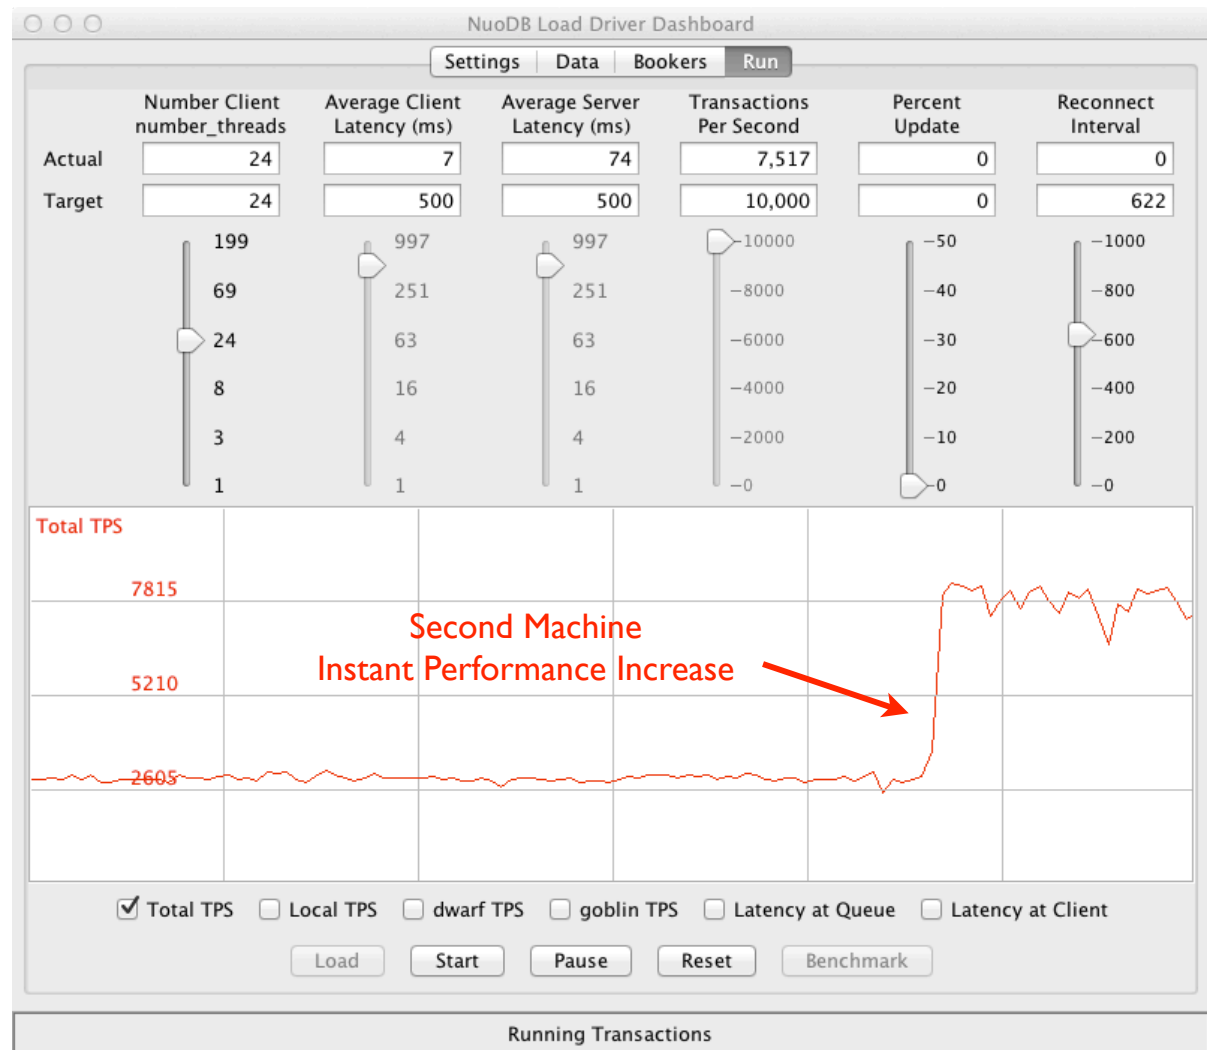 NuoDB Load Driver Dashboard
Settings Data Bookers Run
Number Client Average Client Average Server Transactions Percent Reconnect
number_threads Latency (ms) Latency (ms) Per Second Update Interval
Actual 24 7 74 7,517 0 0
Target 24 500 500 10,000 0 622
199 997 997 10000 50 1000
69 251 251 8000 40 800
24 63 63 6000 30 600
8 16 16 4000 20 400
3 4 4 2000 10 200
1 1 1 0 0 0
Total TPS
7815
Second Machine
Instant Performance Increase
5210
2605
Total TPS Local TPS dwarf TPS goblin TPS Latency at Queue Latency at Client
Load Start Pause Reset Benchmark
Running Transactions